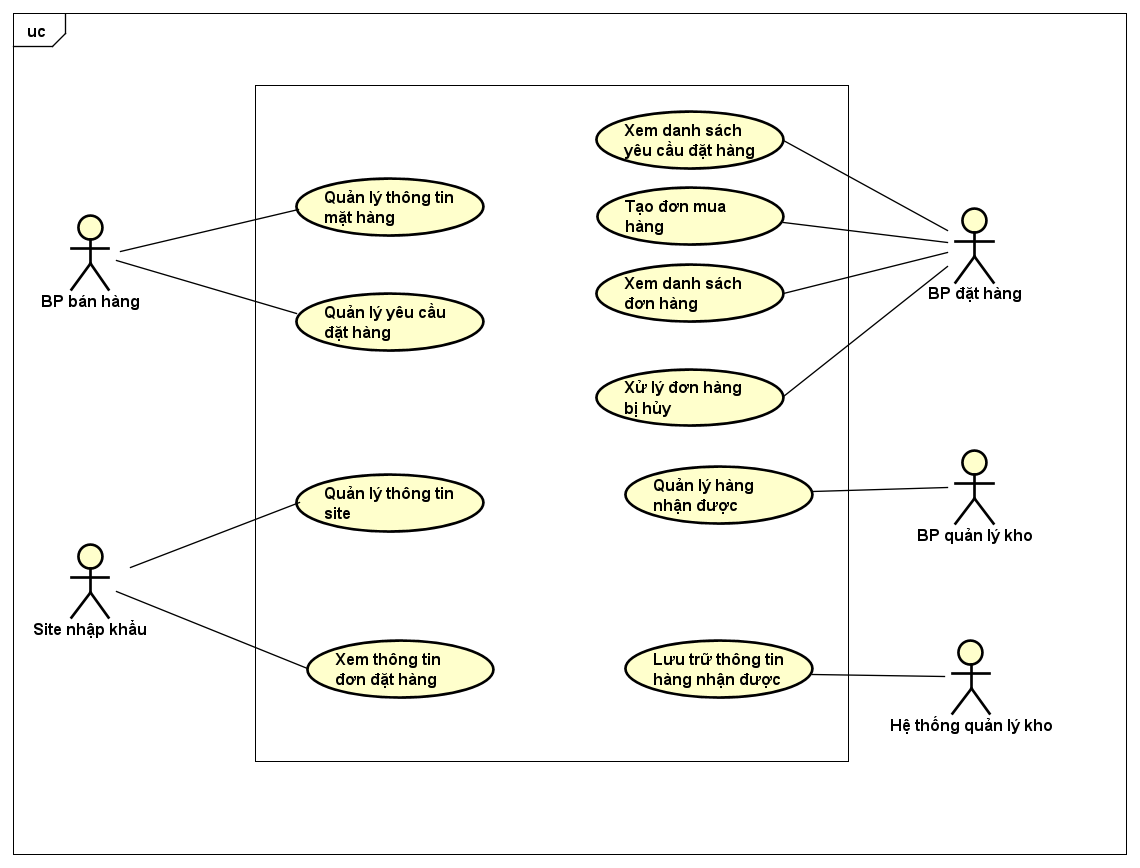 uc
Xem danh sách
yêu cầu đặt hàng
Quản lý thông tin
mặt hàng
Tạo đơn mua
hàng
BP bán hàng
BP đặt hàng
Xem danh sách
đơn hàng
Quản lý yêu cầu
đặt hàng
Xử lý đơn hàng
bị hủy
Quản lý thông tin
site
Quản lý hàng
nhận được
BP quản lý kho
Site nhập khẩu
Xem thông tin
đơn đặt hàng
Lưu trữ thông tin
hàng nhận được
Hệ thống quản lý kho